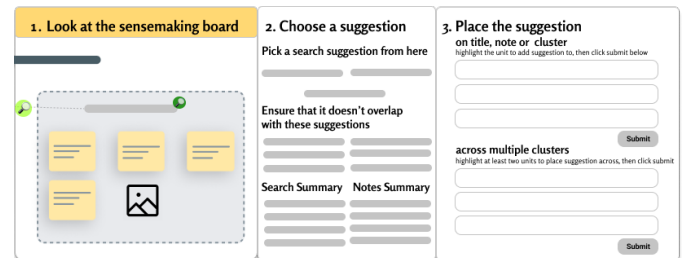 1. Look at the sensemaking board
2. Choose a suggestion
Pick a search suggestion from here
Ensure that it doesn't overlap
with these suggestions
Search Summary
Notes Summary
3. Place the suggestion
on title, note or cluster
highlight the unit to add suggestion to, then click submit below
Submit
across multiple clusters
highlight at least two units to place suggestion across, then click submit
Submit